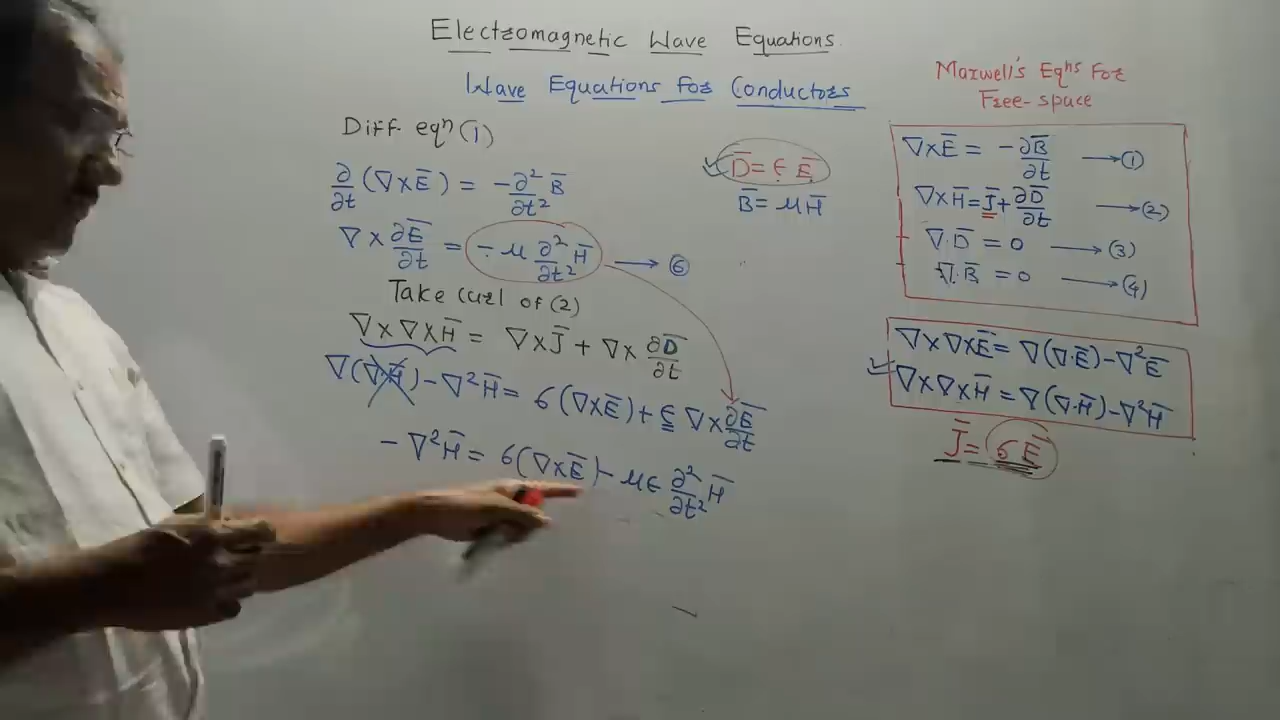 Electromagnetic Wave Equations.
Wave Equations For Conductors
Diff. eqⁿ (1)
∂/∂t (∇×E̅) = -∂²/∂t² B̅
∇ × ∂E̅/∂t = -μ ∂²/∂t² H̅ → ⑥
Take curl of (2)
∇×∇×H̅ = ∇×J̅ + ∇× ∂D̅/∂t
∇(∇·H̅) - ∇²H̅ = σ(∇×E̅) + ε ∇× ∂E̅/∂t
-∇²H̅ = σ(∇×E̅) - με ∂²/∂t² H̅
D̅ = ε E̅
B̅ = μH̅
Maxwell's Eqⁿs For
Free-space
∇×E̅ = -∂B̅/∂t → ①
∇×H̅ = J̅ + ∂D̅/∂t → (2)
∇·D̅ = 0 → (3)
∇·B̅ = 0 → (4)
∇×∇×E̅ = ∇(∇·E̅) - ∇²E̅
∇×∇×H̅ = ∇(∇·H̅) - ∇²H̅
J̅ = σE̅